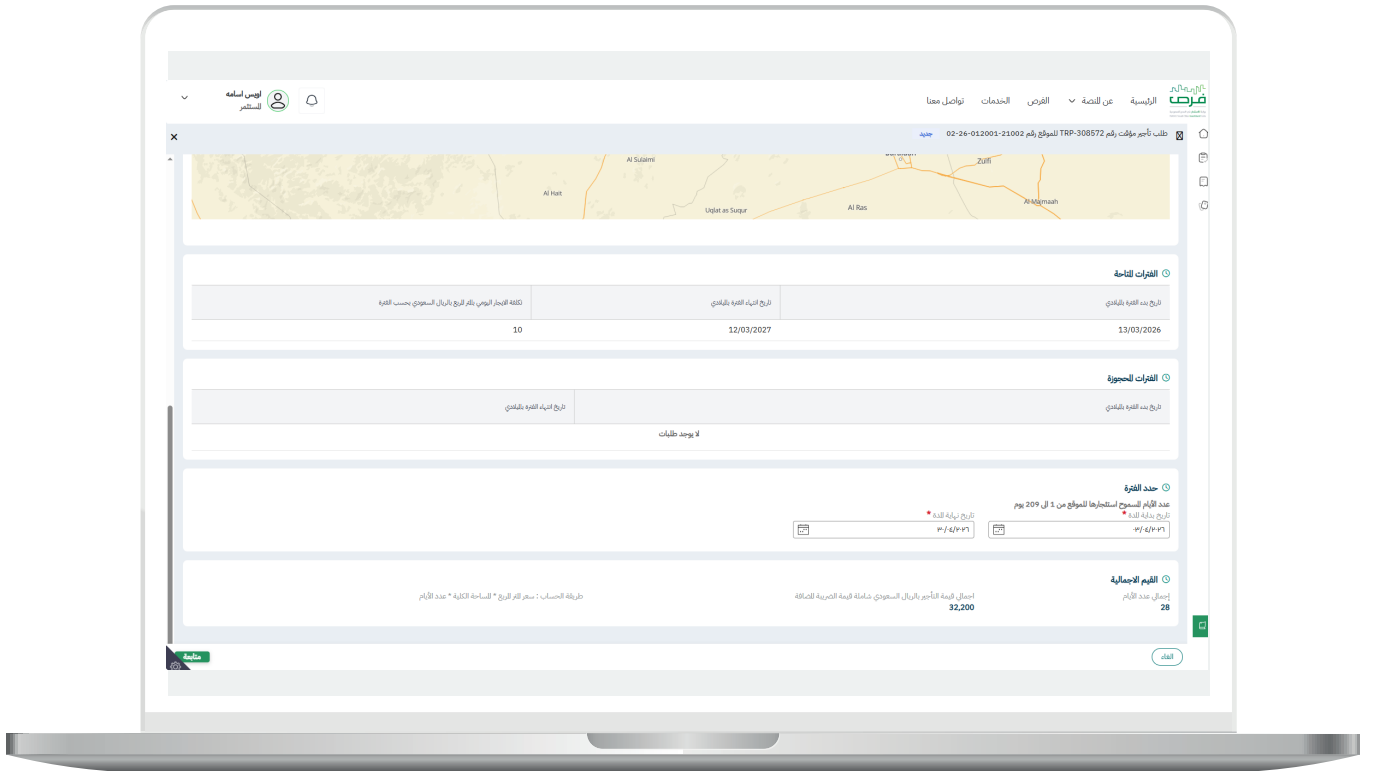 فرص
الرئيسية عن المنصة الفرص الخدمات تواصل معنا
اويس اسامه
المستثمر
طلب تأجير مؤقت رقم TRP-308572 للموقع رقم 21002-012001-26-02 جديد
Al Sulaimi
Zulfi
Al Hait
Uqlat as Suqur
Al Ras
Al Majmaah
الفترات المتاحة
تاريخ بدء الفترة بالميلادي تاريخ انتهاء الفترة بالميلادي تكلفة الايجار اليومي بالمتر المربع بالريال السعودي بحسب الفترة
13/03/2026 12/03/2027 10
الفترات المحجوزة
تاريخ بدء الفترة بالميلادي تاريخ انتهاء الفترة بالميلادي
لا يوجد طلبات
حدد الفترة
عدد الأيام المسموح استئجارها للموقع من 1 الى 209 يوم
تاريخ بداية المدة * تاريخ نهاية المدة *
٣٠/٠٤/٢٠٢٦
القيم الاجمالية
إجمالي عدد الأيام اجمالي قيمة التأجير بالريال السعودي شاملة قيمة الضريبة المضافة طريقة الحساب : سعر المتر المربع * المساحة الكلية * عدد الأيام
28 32,200
الغاء متابعة